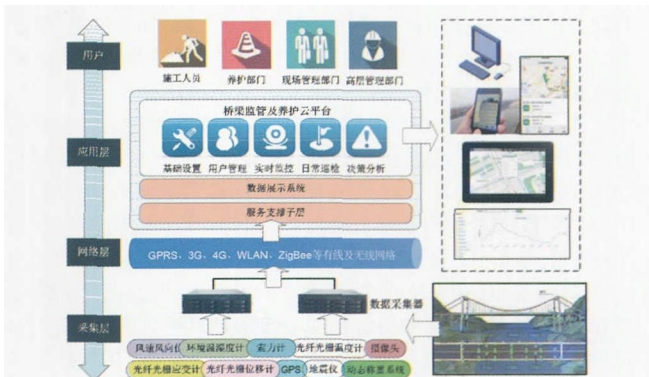 用户
施工人员 养护部门 现场管理部门 高层管理部门
桥梁监管及养护云平台
应用层
基础设置 用户管理 实时监控 日常巡检 决策分析
数据展示系统
服务支撑子层
网络层
GPRS、3G、4G、WLAN、ZigBee等有线及无线网络
数据采集器
采集层
风速风向仪 环境温湿度计 索力计 光纤光栅温度计 摄像头
光纤光栅应变计 光纤光栅位移计 GPS 地震仪 动态称重系统